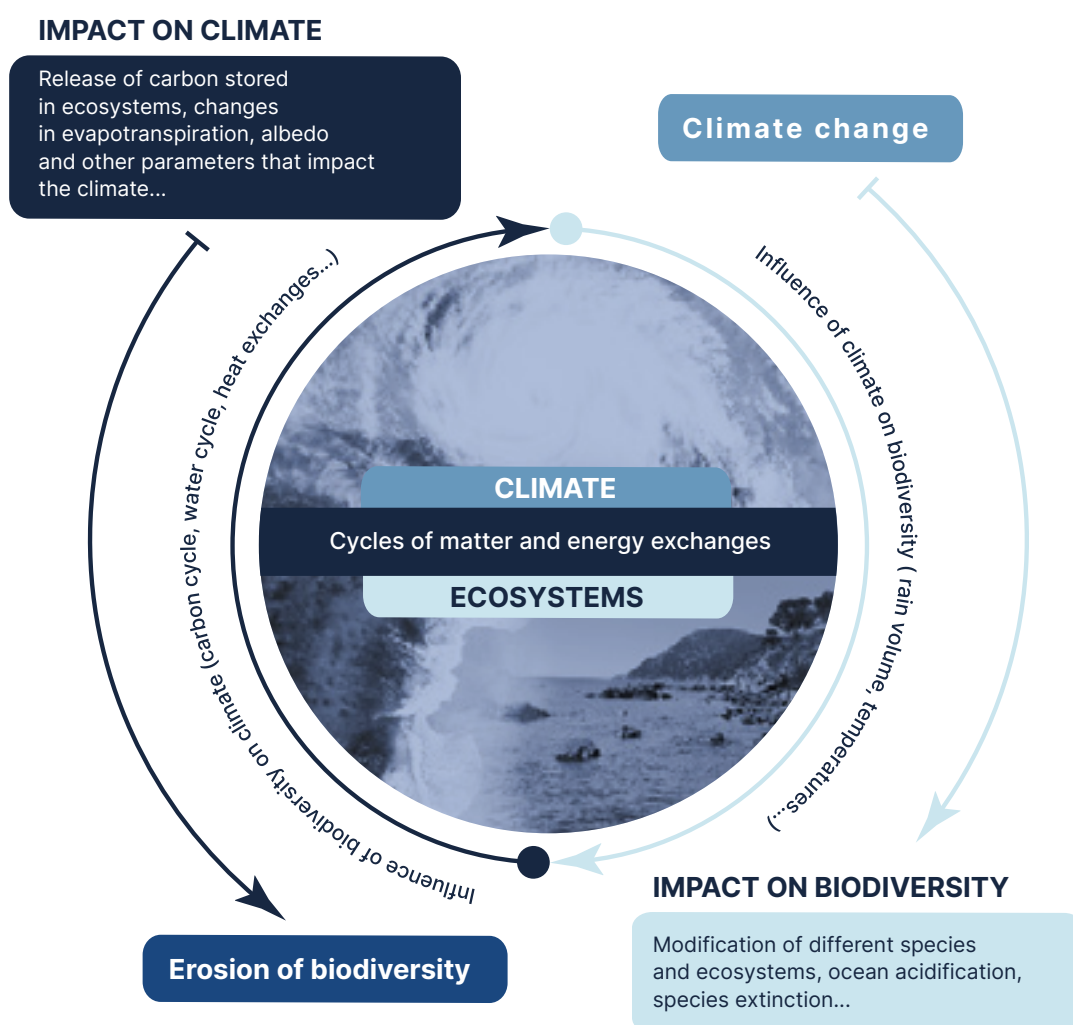 IMPACT ON CLIMATE
Release of carbon stored
in ecosystems, changes
in evapotranspiration, albedo
and other parameters that impact
the climate...
Climate change
Influence of biodiversity on climate (carbon cycle, water cycle, heat exchanges...)
Influence of climate on biodiversity ( rain volume, temperatures...)
CLIMATE
Cycles of matter and energy exchanges
ECOSYSTEMS
Erosion of biodiversity
IMPACT ON BIODIVERSITY
Modification of different species
and ecosystems, ocean acidification,
species extinction...